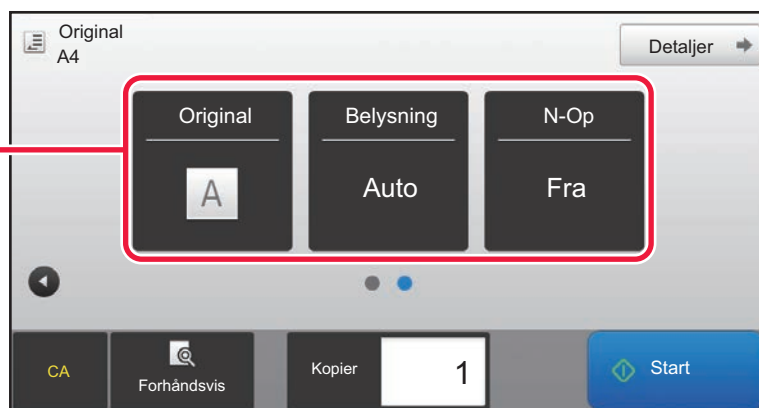 Original
A4
Detaljer
Original
Belysning
N-Op
A
Auto
Fra
CA
Forhåndsvis
Kopier
1
Start